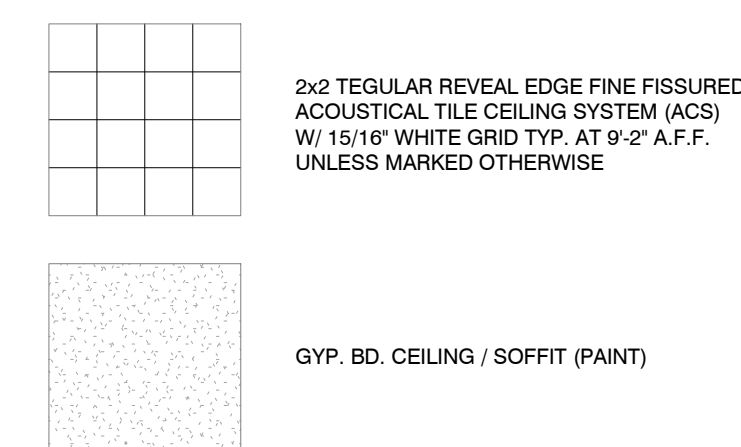 2x2 TEGULAR REVEAL EDGE FINE FISSURED
ACOUSTICAL TILE CEILING SYSTEM (ACS)
W/ 15/16" WHITE GRID TYP. AT 9'-2" A.F.F.
UNLESS MARKED OTHERWISE
GYP. BD. CEILING / SOFFIT (PAINT)